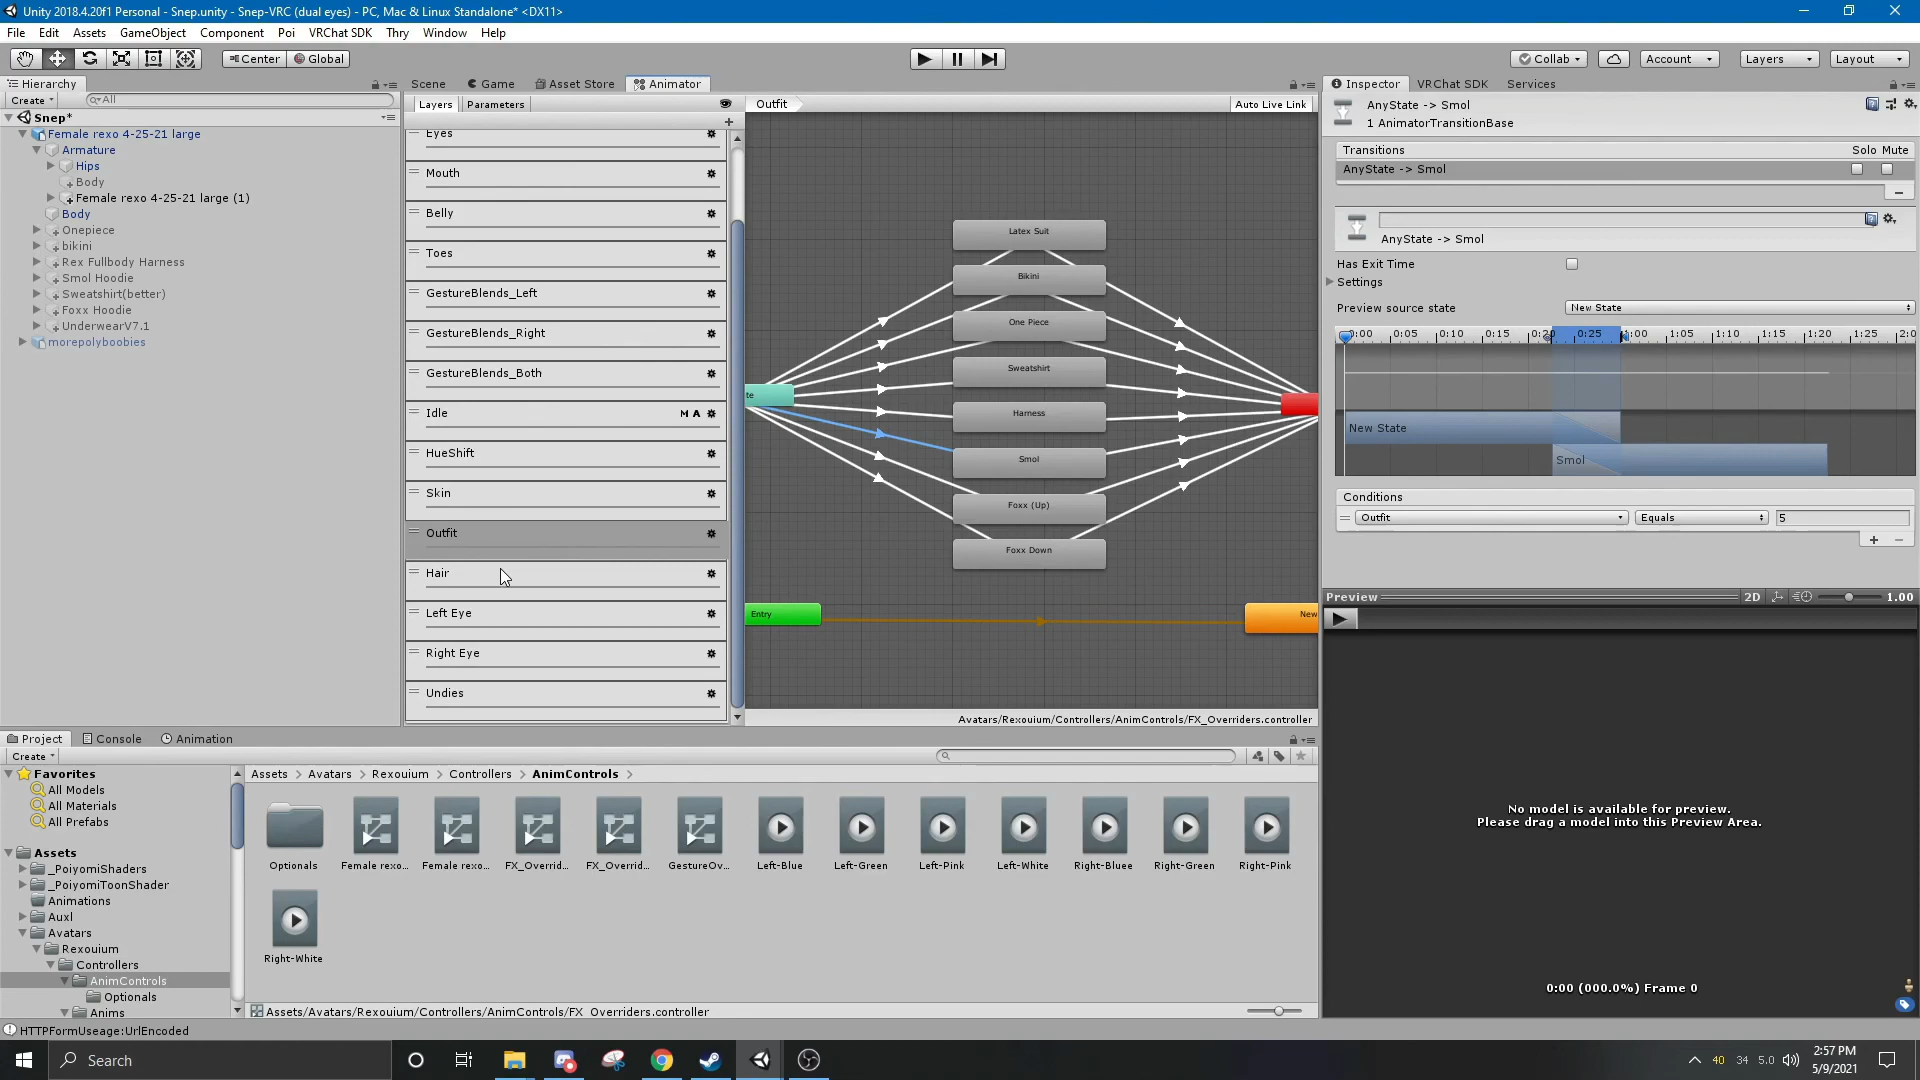 Unity 2018.4.20f1 Personal - Snep.unity - Snep-VRC (dual eyes) - PC, Mac & Linux Standalone* <DX11>
File Edit Assets GameObject Component Poi VRChat SDK Thry Window Help
Center Global Collab Account Layers Layout
Hierarchy
Create All
Snep*
Female rexo 4-25-21 large
Armature
Hips
Body
Female rexo 4-25-21 large (1)
Body
Onepiece
bikini
Rex Fullbody Harness
Smol Hoodie
Sweatshirt(better)
Foxx Hoodie
UnderwearV7.1
morepolyboobies
Scene Game Asset Store Animator
Layers Parameters
Eyes
Mouth
Belly
Toes
GestureBlends_Left
GestureBlends_Right
GestureBlends_Both
Idle M A
HueShift
Skin
Outfit
Hair
Left Eye
Right Eye
Undies
Outfit Auto Live Link
Latex Suit
Bikini
One Piece
Sweatshirt
te
Harness
Smol
Foxx (Up)
Foxx Down
Entry New
Avatars/Rexouium/Controllers/AnimControls/FX_Overriders.controller
Inspector VRChat SDK Services
AnyState -> Smol
1 AnimatorTransitionBase
Transitions Solo Mute
AnyState -> Smol
AnyState -> Smol
Has Exit Time
Settings
Preview source state New State
0:00 0:05 0:10 0:15 0:20 0:25 1:00 1:05 1:10 1:15 1:20 1:25 2:0
New State
Smol
Conditions
Outfit Equals 5
Preview 2D 1.00
No model is available for preview.
Please drag a model into this Preview Area.
0:00 (000.0%) Frame 0
Project Console Animation
Create
Favorites
All Models
All Materials
All Prefabs
Assets
_PoiyomiShaders
_PoiyomiToonShader
Animations
Auxl
Avatars
Rexouium
Controllers
AnimControls
Optionals
Anims
Assets > Avatars > Rexouium > Controllers > AnimControls >
Optionals Female rexo... Female rexo... FX_Overrid... FX_Overrid... GestureOv... Left-Blue Left-Green Left-Pink Left-White Right-Bluee Right-Green Right-Pink
Right-White
Assets/Avatars/Rexouium/Controllers/AnimControls/FX_Overriders.controller
HTTPFormUseage:UrlEncoded
Search
40 34 5.0
2:57 PM
5/9/2021